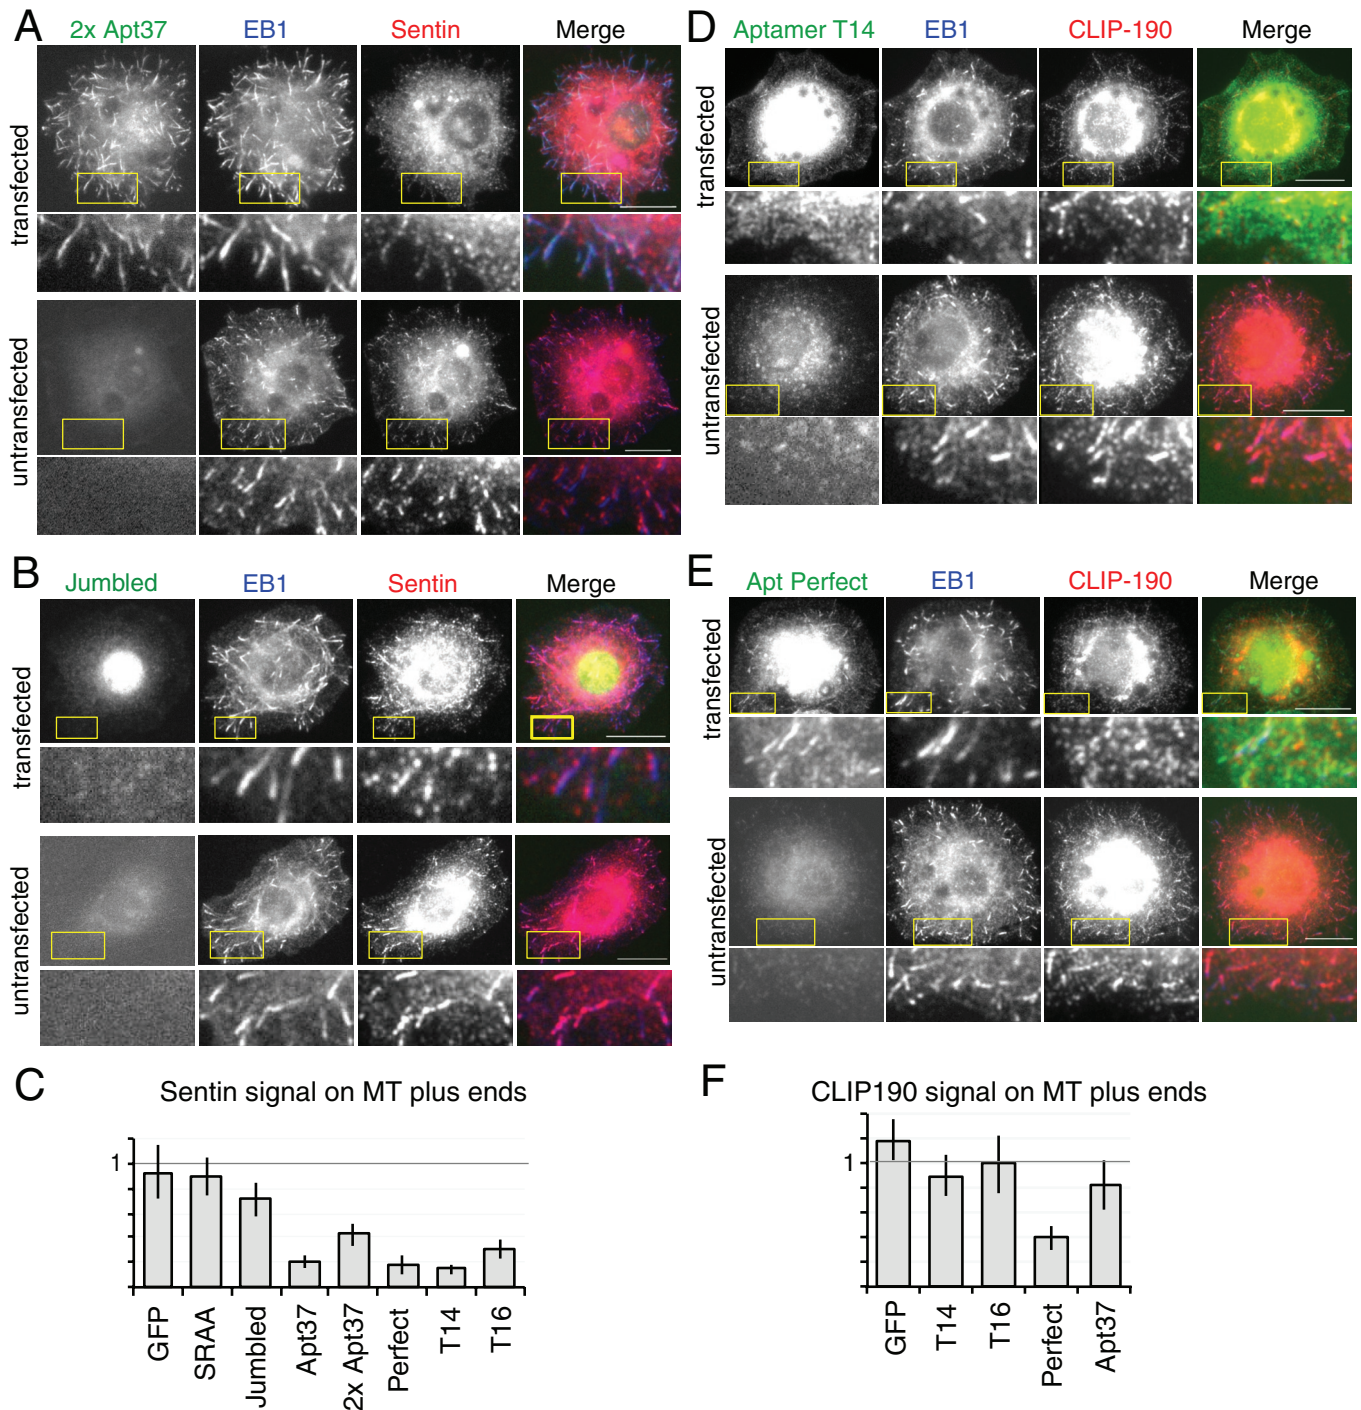 A
2x Apt37 EB1 Sentin Merge
transfected
untransfected
B
Jumbled EB1 Sentin Merge
transfected
untransfected
C
Sentin signal on MT plus ends
1
GFP
SRAA
Jumbled
Apt37
2x Apt37
Perfect
T14
T16
D
Aptamer T14 EB1 CLIP-190 Merge
transfected
untransfected
E
Apt Perfect EB1 CLIP-190 Merge
transfected
untransfected
F
CLIP190 signal on MT plus ends
1
GFP
T14
T16
Perfect
Apt37